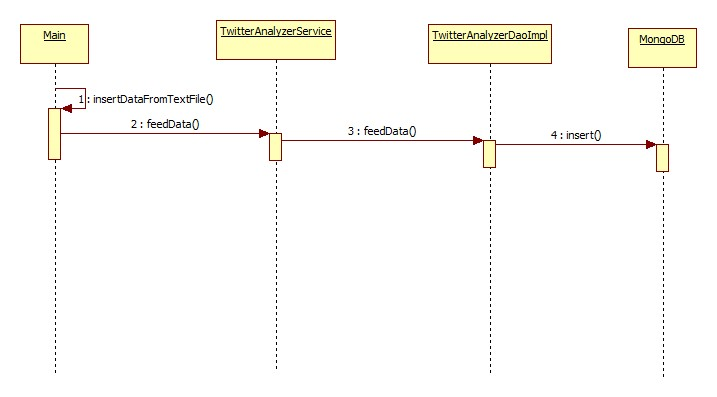 Main
TwitterAnalyzerService
TwitterAnalyzerDaoImpl
MongoDB
1 : insertDataFromTextFile()
2 : feedData()
3 : feedData()
4 : insert()